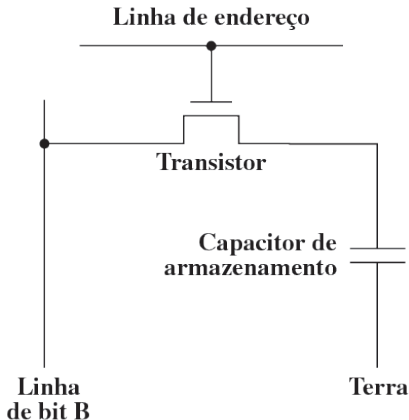 Linha de endereço
Transistor
Capacitor de
armazenamento
Linha
de bit B
Terra